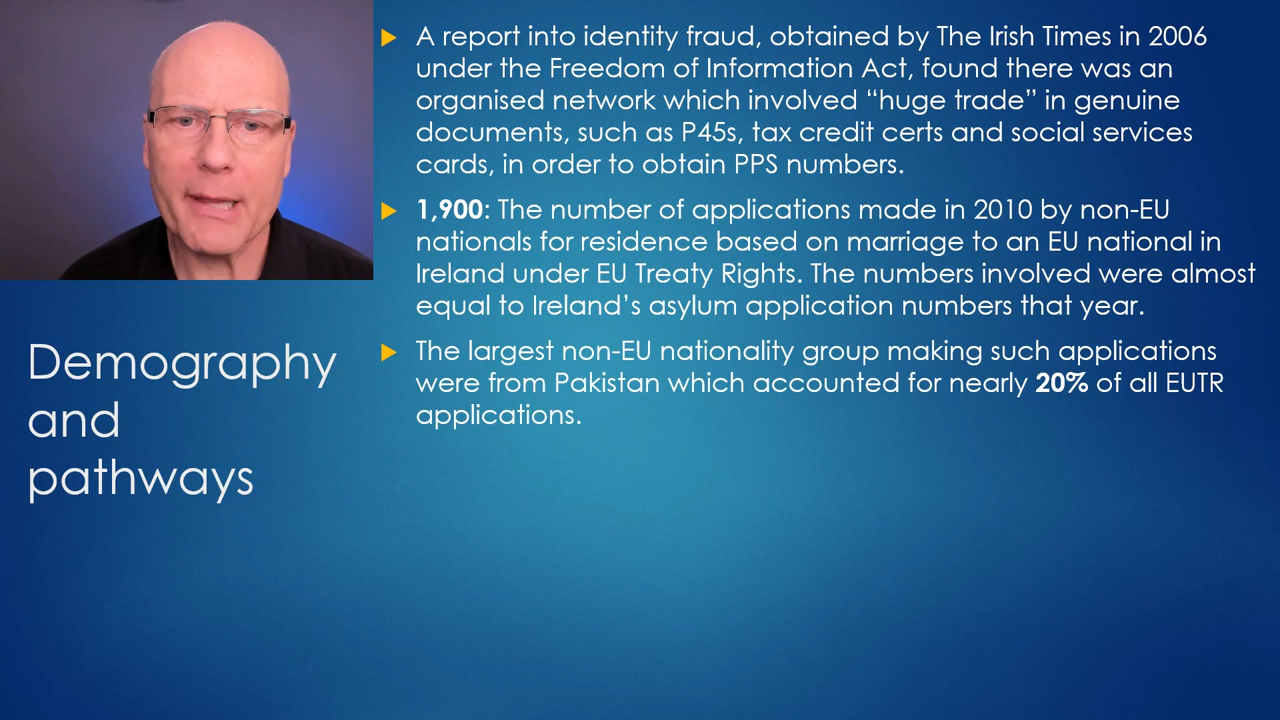 A report into identity fraud, obtained by The Irish Times in 2006
under the Freedom of Information Act, found there was an
organised network which involved “huge trade” in genuine
documents, such as P45s, tax credit certs and social services
cards, in order to obtain PPS numbers.
1,900: The number of applications made in 2010 by non-EU
nationals for residence based on marriage to an EU national in
Ireland under EU Treaty Rights. The numbers involved were almost
equal to Ireland’s asylum application numbers that year.
The largest non-EU nationality group making such applications
were from Pakistan which accounted for nearly 20% of all EUTR
applications.
Demography
and
pathways